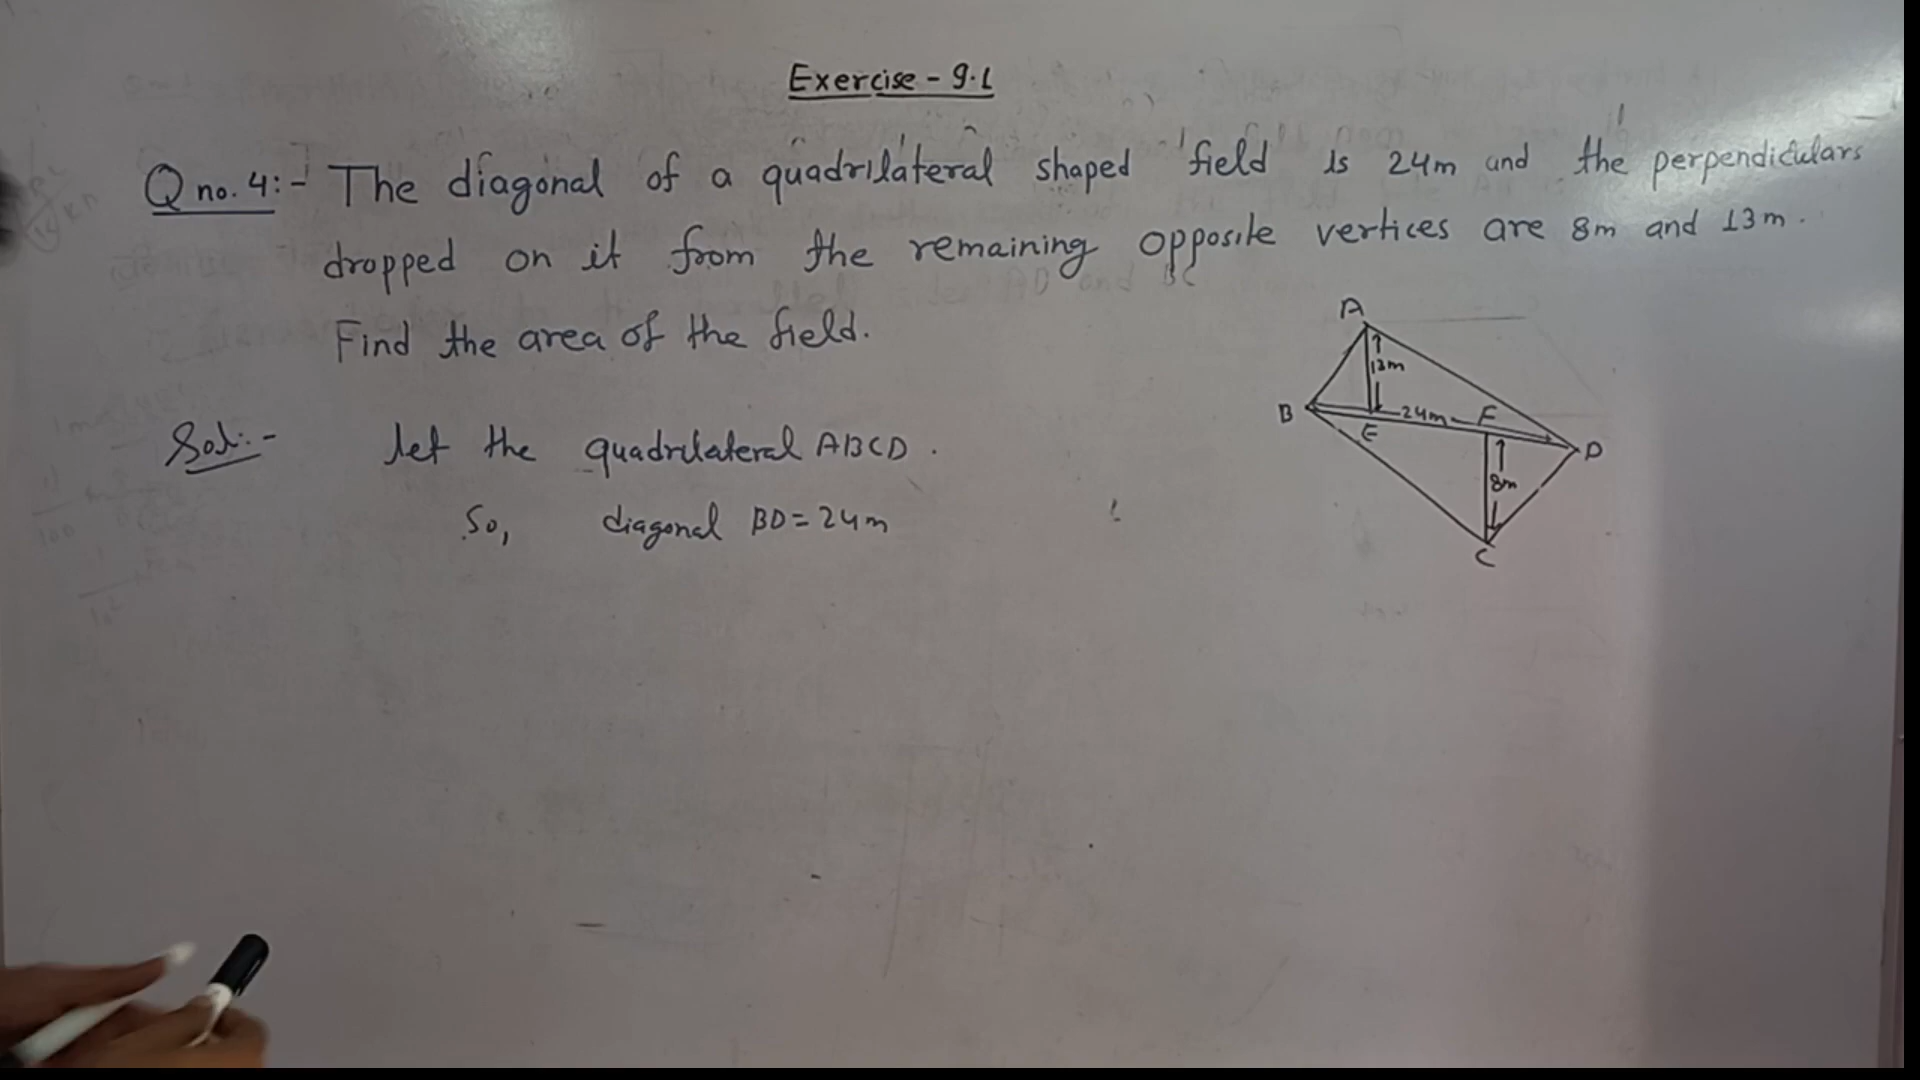 Exercise - 9.1
Q no. 4:- The diagonal of a quadrilateral shaped field is 24m and the perpendiculars
dropped on it from the remaining opposite vertices are 8m and 13m.
Find the area of the field.
Sol:- let the quadrilateral ABCD.
So, diagonal BD = 24m
A
13m
B
24m
F
E
D
8m
C